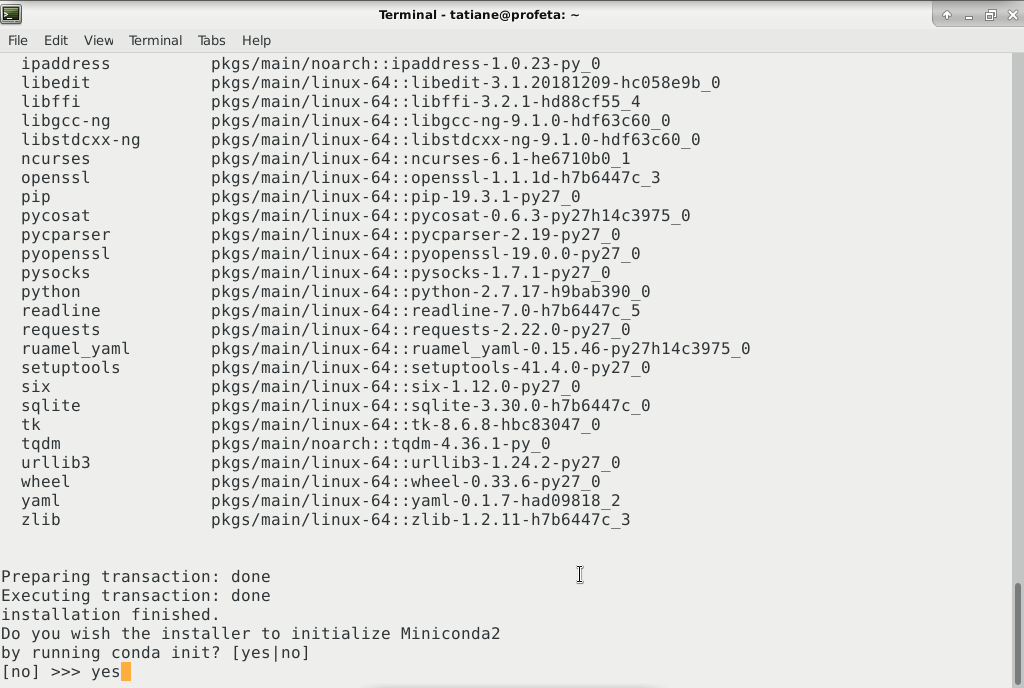 Terminal - tatiane@profeta: ~
File Edit View Terminal Tabs Help
ipaddress pkgs/main/noarch::ipaddress-1.0.23-py_0
libedit pkgs/main/linux-64::libedit-3.1.20181209-hc058e9b_0
libffi pkgs/main/linux-64::libffi-3.2.1-hd88cf55_4
libgcc-ng pkgs/main/linux-64::libgcc-ng-9.1.0-hdf63c60_0
libstdcxx-ng pkgs/main/linux-64::libstdcxx-ng-9.1.0-hdf63c60_0
ncurses pkgs/main/linux-64::ncurses-6.1-he6710b0_1
openssl pkgs/main/linux-64::openssl-1.1.1d-h7b6447c_3
pip pkgs/main/linux-64::pip-19.3.1-py27_0
pycosat pkgs/main/linux-64::pycosat-0.6.3-py27h14c3975_0
pycparser pkgs/main/linux-64::pycparser-2.19-py27_0
pyopenssl pkgs/main/linux-64::pyopenssl-19.0.0-py27_0
pysocks pkgs/main/linux-64::pysocks-1.7.1-py27_0
python pkgs/main/linux-64::python-2.7.17-h9bab390_0
readline pkgs/main/linux-64::readline-7.0-h7b6447c_5
requests pkgs/main/linux-64::requests-2.22.0-py27_0
ruamel_yaml pkgs/main/linux-64::ruamel_yaml-0.15.46-py27h14c3975_0
setuptools pkgs/main/linux-64::setuptools-41.4.0-py27_0
six pkgs/main/linux-64::six-1.12.0-py27_0
sqlite pkgs/main/linux-64::sqlite-3.30.0-h7b6447c_0
tk pkgs/main/linux-64::tk-8.6.8-hbc83047_0
tqdm pkgs/main/noarch::tqdm-4.36.1-py_0
urllib3 pkgs/main/linux-64::urllib3-1.24.2-py27_0
wheel pkgs/main/linux-64::wheel-0.33.6-py27_0
yaml pkgs/main/linux-64::yaml-0.1.7-had09818_2
zlib pkgs/main/linux-64::zlib-1.2.11-h7b6447c_3
Preparing transaction: done
Executing transaction: done
installation finished.
Do you wish the installer to initialize Miniconda2
by running conda init? [yes|no]
[no] >>> yes